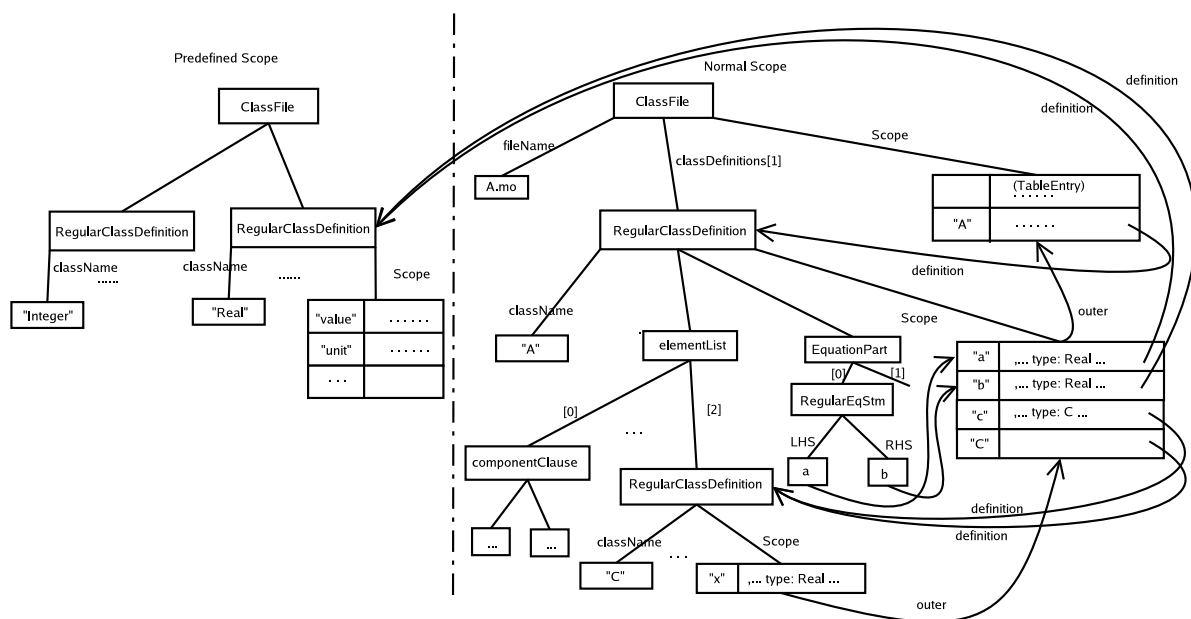 Predefined Scope
ClassFile
RegularClassDefinition
RegularClassDefinition
className
......
className
......
Scope
"Integer"
"Real"
"value" ......
"unit" ......
...
Normal Scope
ClassFile
definition
definition
fileName
classDefinitions[1]
Scope
A.mo
(TableEntry)
......
"A" ......
RegularClassDefinition
definition
className
Scope
outer
"A"
elementList
EquationPart
[0]
[1]
RegularEqStm
"a" ,... type: Real ...
"b" ,... type: Real ...
"c" ,... type: C ...
"C"
[0]
[2]
...
LHS
RHS
componentClause
a
b
RegularClassDefinition
definition
definition
...
...
className
...
Scope
"C"
"x" ,... type: Real ...
outer